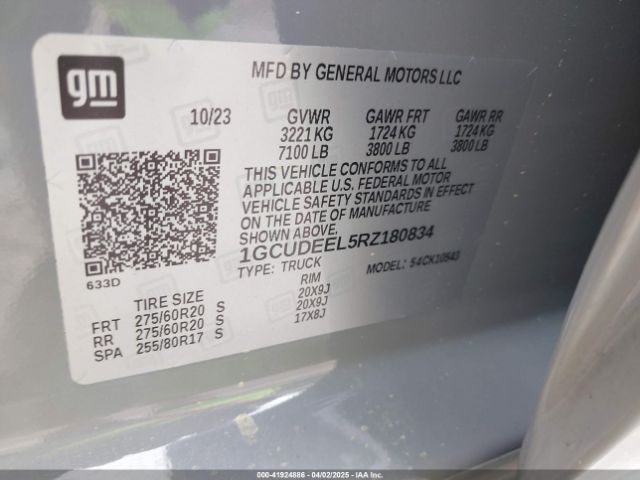 gm
MFD BY GENERAL MOTORS LLC
10/23 GVWR GAWR FRT GAWR RR
3221 KG 1724 KG 1724 KG
7100 LB 3800 LB 3800 LB
THIS VEHICLE CONFORMS TO ALL
APPLICABLE U.S. FEDERAL MOTOR
VEHICLE SAFETY STANDARDS IN EFFECT
ON THE DATE OF MANUFACTURE
SHOWN ABOVE.
1GCUDEEL5RZ180834
TYPE: TRUCK MODEL: 54CK10543
633D
TIRE SIZE RIM
FRT 275/60R20 S 20X9J
RR 275/60R20 S 20X9J
SPA 255/80R17 S 17X8J
000-41924886 04/02/2025 IAAI.COM